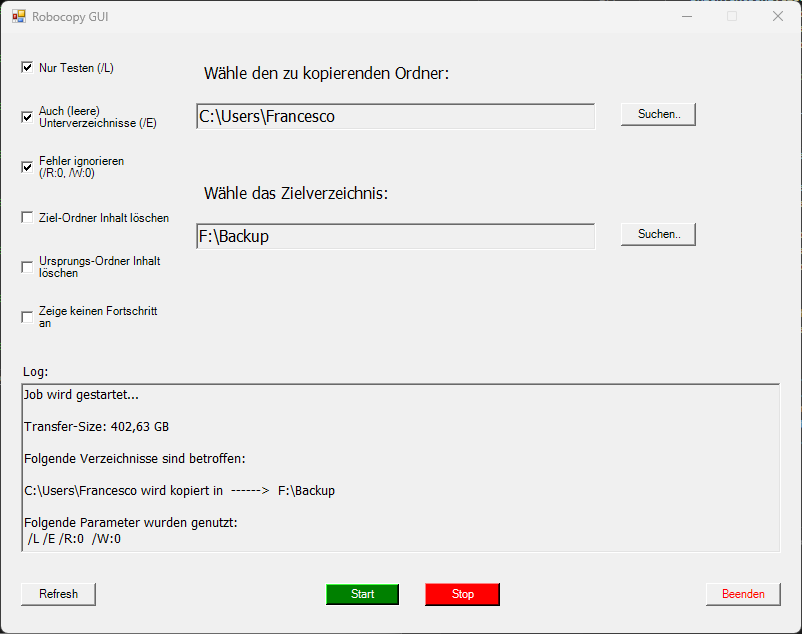 Robocopy GUI
Nur Testen (/L)
Wähle den zu kopierenden Ordner:
Auch (leere)
Unterverzeichnisse (/E)
C:\Users\Francesco
Suchen..
Fehler ignorieren
(/R:0, /W:0)
Wähle das Zielverzeichnis:
Ziel-Ordner Inhalt löschen
F:\Backup
Suchen..
Ursprungs-Ordner Inhalt
löschen
Zeige keinen Fortschritt
an
Log:
Job wird gestartet...
Transfer-Size: 402,63 GB
Folgende Verzeichnisse sind betroffen:
C:\Users\Francesco wird kopiert in ------> F:\Backup
Folgende Parameter wurden genutzt:
/L /E /R:0 /W:0
Refresh
Start
Stop
Beenden